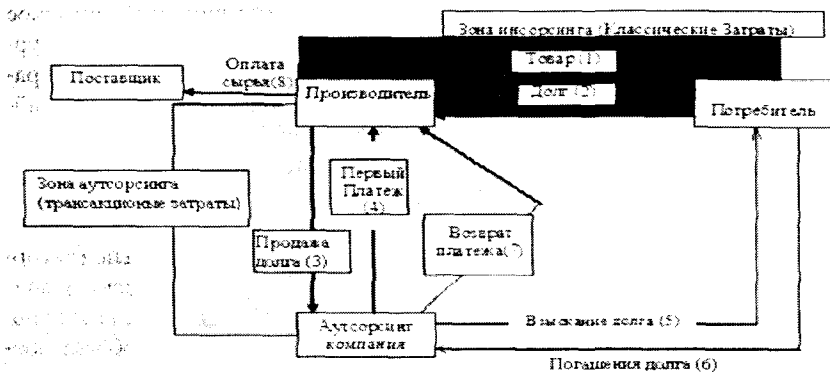 Зона инсорсинга (Классические Затраты)
Товар (1)
Оплата
сырья(8)
Поставщик
Производитель
Долг (2)
Потребитель
Первый
Платеж
(4)
Зона аутсорсинга
(трансакционые затраты)
Возврат
платежа(7)
Продажа
долга (3)
Аутсорсинг
компания
Взыскание долга (5)
Погашения долга (6)